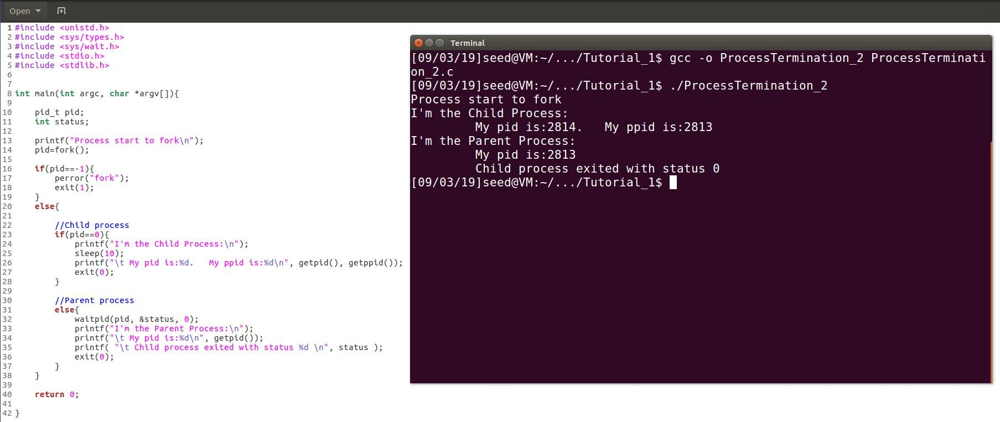 Open
1 #include <unistd.h>
2 #include <sys/types.h>
3 #include <sys/wait.h>
4 #include <stdio.h>
5 #include <stdlib.h>
6
7
8 int main(int argc, char *argv[]){
9
10     pid_t pid;
11     int status;
12
13     printf("Process start to fork\n");
14     pid=fork();
15
16     if(pid==-1){
17         perror("fork");
18         exit(1);
19     }
20     else{
21
22         //Child process
23         if(pid==0){
24             printf("I'm the Child Process:\n");
25             sleep(10);
26             printf("\t My pid is:%d.   My ppid is:%d\n", getpid(), getppid());
27             exit(0);
28         }
29
30         //Parent process
31         else{
32             waitpid(pid, &status, 0);
33             printf("I'm the Parent Process:\n");
34             printf("\t My pid is:%d\n", getpid());
35             printf( "\t Child process exited with status %d \n", status );
36             exit(0);
37         }
38     }
39
40     return 0;
41
42 }
Terminal
[09/03/19]seed@VM:~/.../Tutorial_1$ gcc -o ProcessTermination_2 ProcessTerminati
on_2.c
[09/03/19]seed@VM:~/.../Tutorial_1$ ./ProcessTermination_2
Process start to fork
I'm the Child Process:
         My pid is:2814.   My ppid is:2813
I'm the Parent Process:
         My pid is:2813
         Child process exited with status 0
[09/03/19]seed@VM:~/.../Tutorial_1$